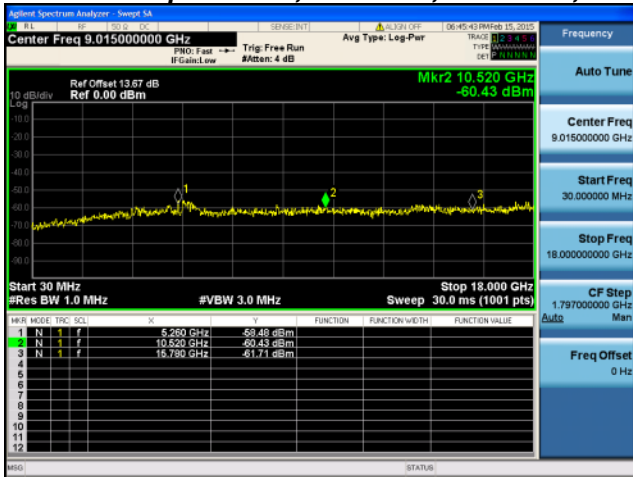 Agilent Spectrum Analyzer - Swept SA
RL RF 50 Ω DC SENSE:INT ALIGN OFF 06:45:43 PM Feb 15, 2015
Center Freq 9.015000000 GHz
PNO: Fast
IFGain:Low
Trig: Free Run
#Atten: 4 dB
Avg Type: Log-Pwr
TRACE 1 2 3 4 5 6
TYPE
DET P N N N N N
Ref Offset 13.67 dB
10 dB/div Ref 0.00 dBm
Log
Mkr2 10.520 GHz
-60.43 dBm
-10.0
-20.0
-30.0
-40.0
-50.0
-60.0
-70.0
-80.0
-90.0
1
2
3
Start 30 MHz
Stop 18.000 GHz
#Res BW 1.0 MHz #VBW 3.0 MHz Sweep 30.0 ms (1001 pts)
MKR MODE TRC SCL X Y FUNCTION FUNCTION WIDTH FUNCTION VALUE
1 N 1 f 5.260 GHz -58.48 dBm
2 N 1 f 10.520 GHz -60.43 dBm
3 N 1 f 15.780 GHz -61.71 dBm
4
5
6
7
8
9
10
11
12
MSG STATUS
Frequency
Auto Tune
Center Freq
9.015000000 GHz
Start Freq
30.000000 MHz
Stop Freq
18.000000000 GHz
CF Step
1.797000000 GHz
Auto Man
Freq Offset
0 Hz